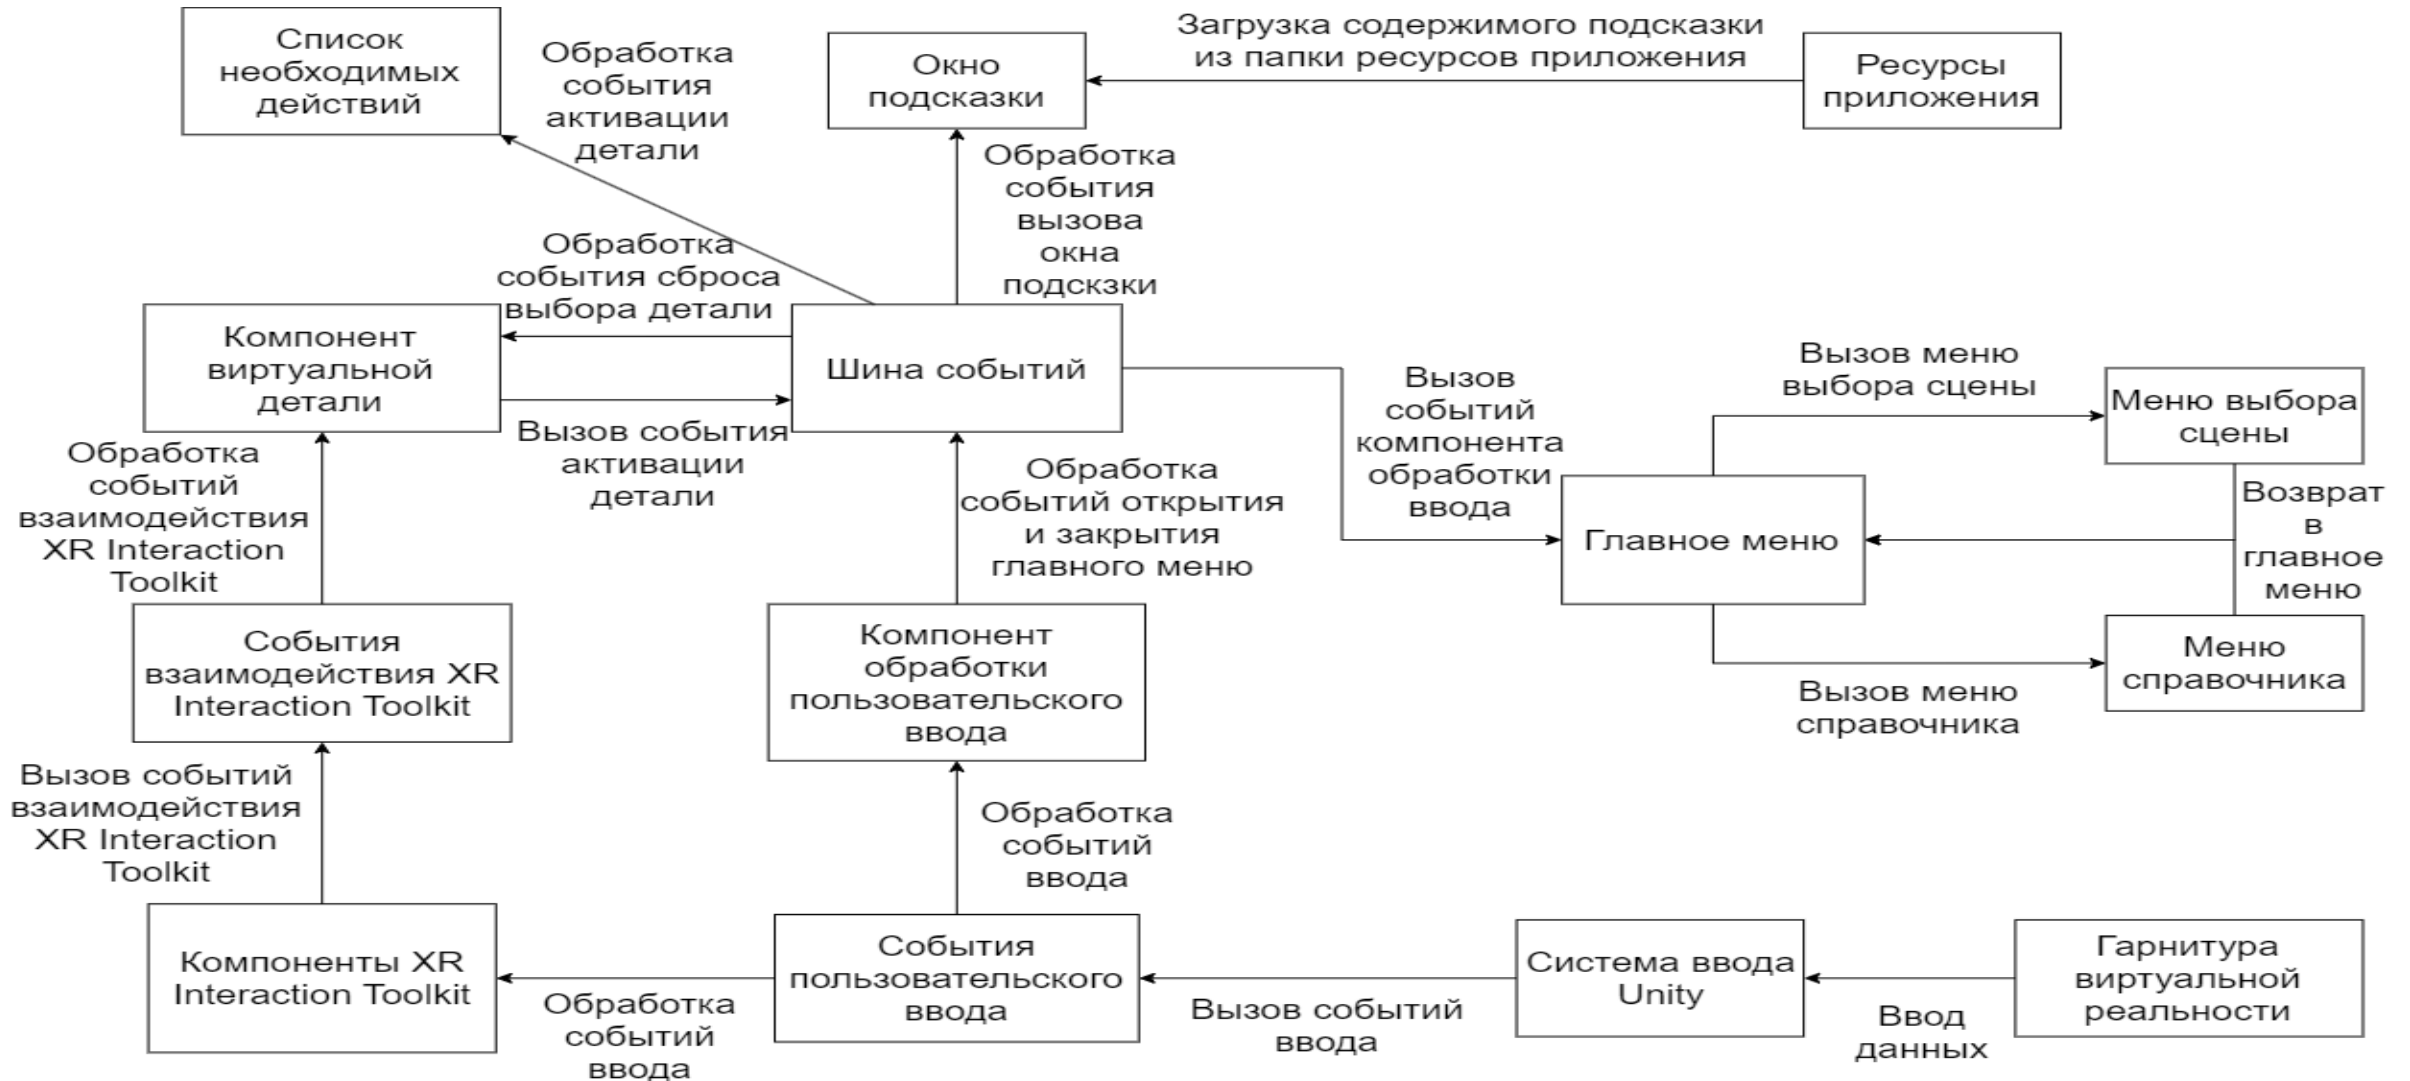 Список
необходимых
действий
Обработка
события
активации
детали
Окно
подсказки
Загрузка содержимого подсказки
из папки ресурсов приложения
Ресурсы
приложения
Обработка
события
вызова
окна
подскзки
Обработка
события сброса
выбора детали
Компонент
виртуальной
детали
Шина событий
Вызов события
активации
детали
Вызов
событий
компонента
обработки
ввода
Вызов меню
выбора сцены
Меню выбора
сцены
Обработка
событий
взаимодействия
XR Interaction
Toolkit
Обработка
событий открытия
и закрытия
главного меню
Главное меню
Возврат
в
главное
меню
События
взаимодействия XR
Interaction Toolkit
Компонент
обработки
пользовательского
ввода
Вызов меню
справочника
Меню
справочника
Вызов событий
взаимодействия
XR Interaction
Toolkit
Обработка
событий
ввода
Компоненты XR
Interaction Toolkit
Обработка
событий
ввода
События
пользовательского
ввода
Вызов событий
ввода
Система ввода
Unity
Ввод
данных
Гарнитура
виртуальной
реальности